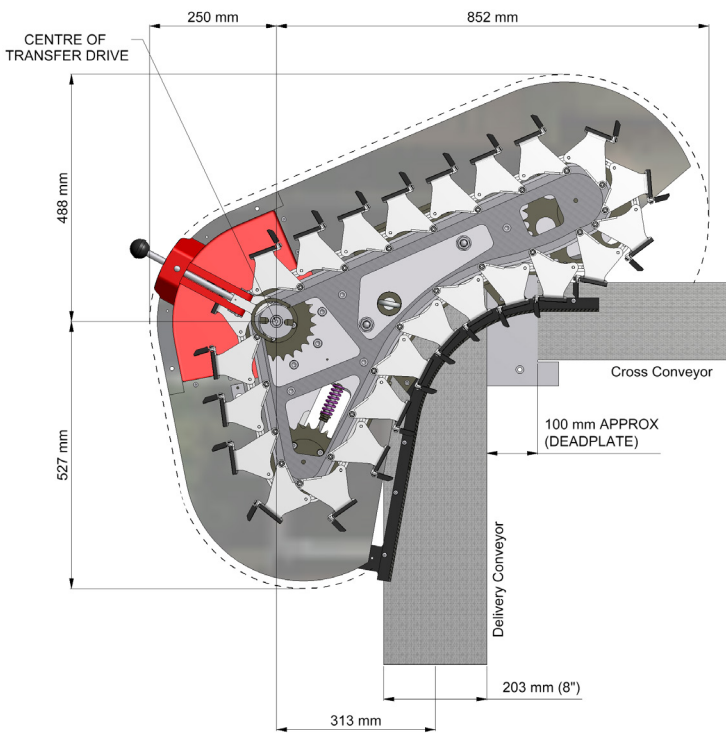 250 mm
852 mm
CENTRE OF
TRANSFER DRIVE
488 mm
527 mm
Cross Conveyor
100 mm APPROX
(DEADPLATE)
Delivery Conveyor
203 mm (8")
313 mm